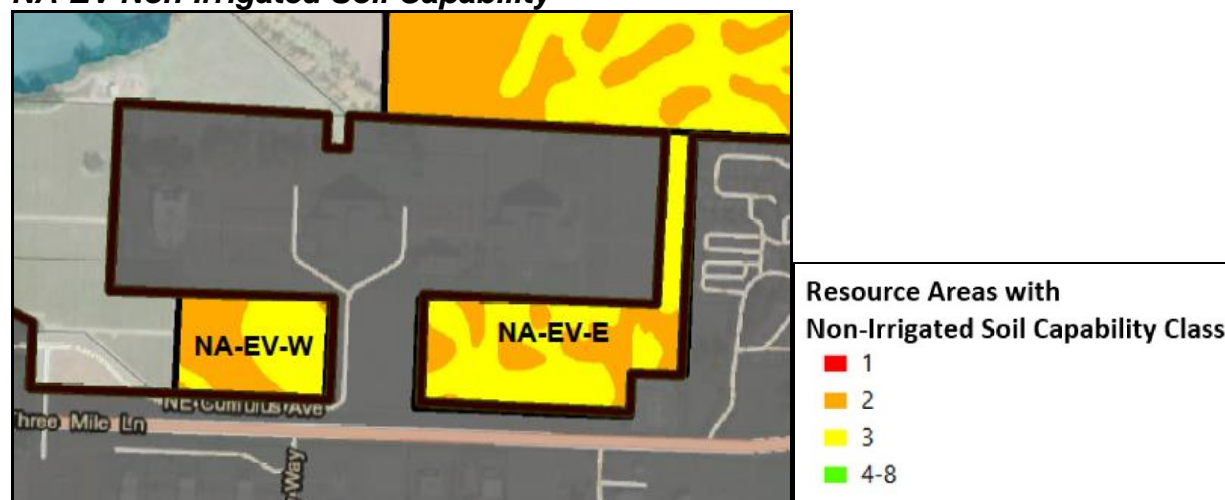 NA-EV Non-Irrigated Soil Capability
NA-EV-W
NA-EV-E
NE Cumulus Ave
Three Mile Ln
Way
Resource Areas with
Non-Irrigated Soil Capability Class
1
2
3
4-8